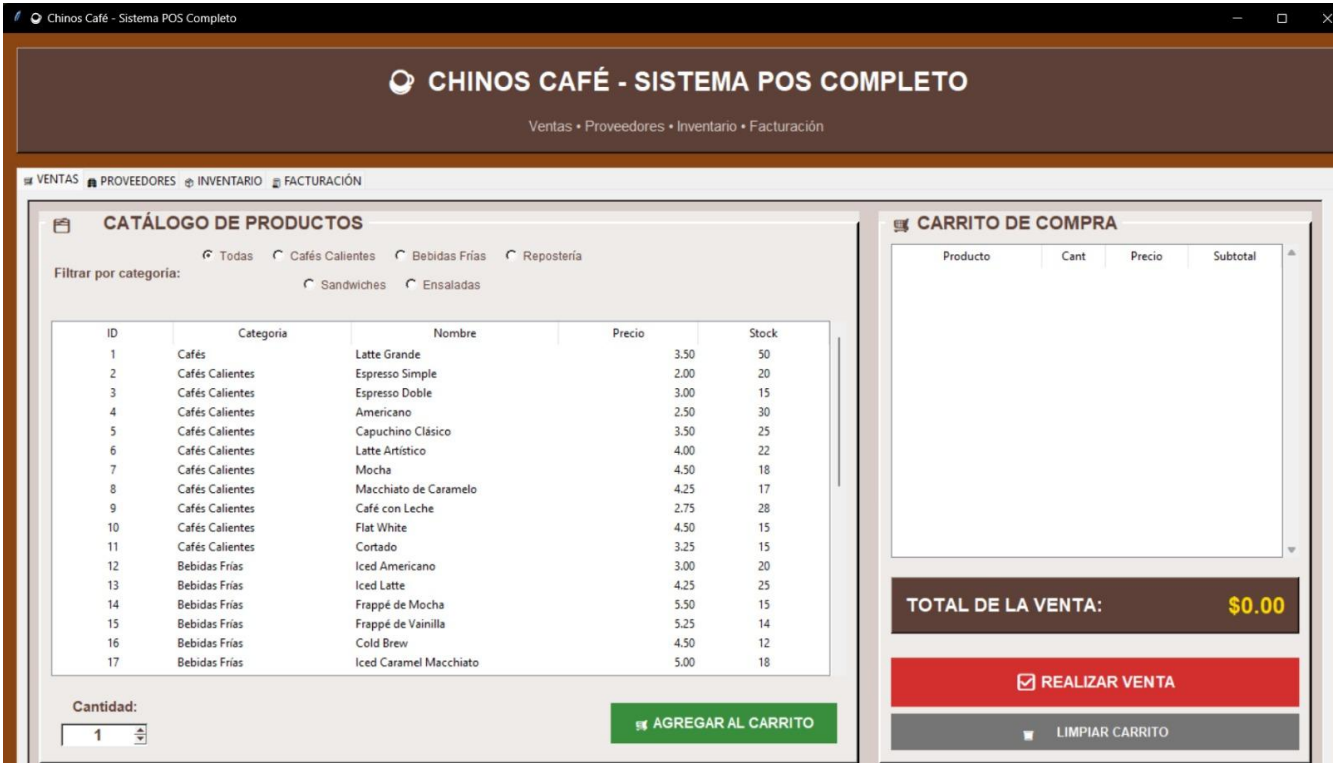 Chinos Café - Sistema POS Completo
CHINOS CAFÉ - SISTEMA POS COMPLETO
Ventas • Proveedores • Inventario • Facturación
VENTAS PROVEEDORES INVENTARIO FACTURACIÓN
CATÁLOGO DE PRODUCTOS
Filtrar por categoría:
Todas Cafés Calientes Bebidas Frías Repostería
Sandwiches Ensaladas
ID Categoria Nombre Precio Stock
1 Cafés Latte Grande 3.50 50
2 Cafés Calientes Espresso Simple 2.00 20
3 Cafés Calientes Espresso Doble 3.00 15
4 Cafés Calientes Americano 2.50 30
5 Cafés Calientes Capuchino Clásico 3.50 25
6 Cafés Calientes Latte Artístico 4.00 22
7 Cafés Calientes Mocha 4.50 18
8 Cafés Calientes Macchiato de Caramelo 4.25 17
9 Cafés Calientes Café con Leche 2.75 28
10 Cafés Calientes Flat White 4.50 15
11 Cafés Calientes Cortado 3.25 15
12 Bebidas Frías Iced Americano 3.00 20
13 Bebidas Frías Iced Latte 4.25 25
14 Bebidas Frías Frappé de Mocha 5.50 15
15 Bebidas Frías Frappé de Vainilla 5.25 14
16 Bebidas Frías Cold Brew 4.50 12
17 Bebidas Frías Iced Caramel Macchiato 5.00 18
Cantidad:
1
AGREGAR AL CARRITO
CARRITO DE COMPRA
Producto Cant Precio Subtotal
TOTAL DE LA VENTA: $0.00
REALIZAR VENTA
LIMPIAR CARRITO